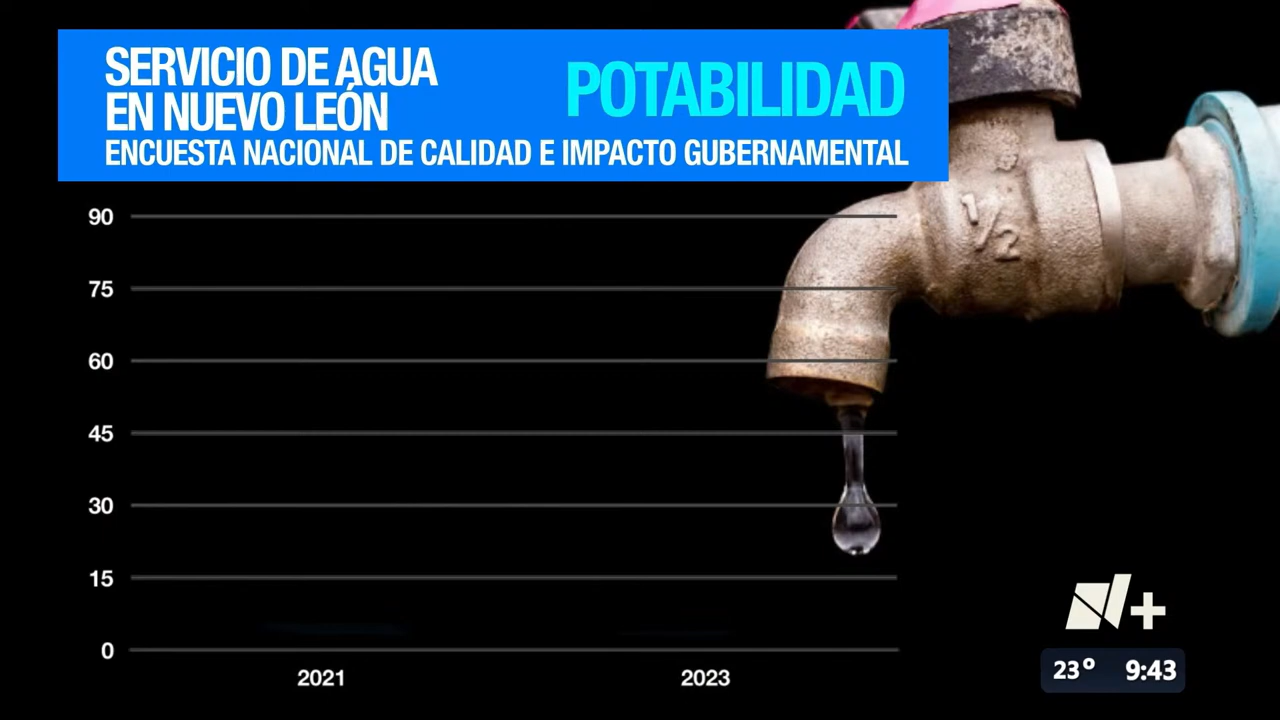 SERVICIO DE AGUA
EN NUEVO LEÓN
POTABILIDAD
ENCUESTA NACIONAL DE CALIDAD E IMPACTO GUBERNAMENTAL
90
75
60
45
30
15
0
2021
2023
1/2
N+
23° 9:43